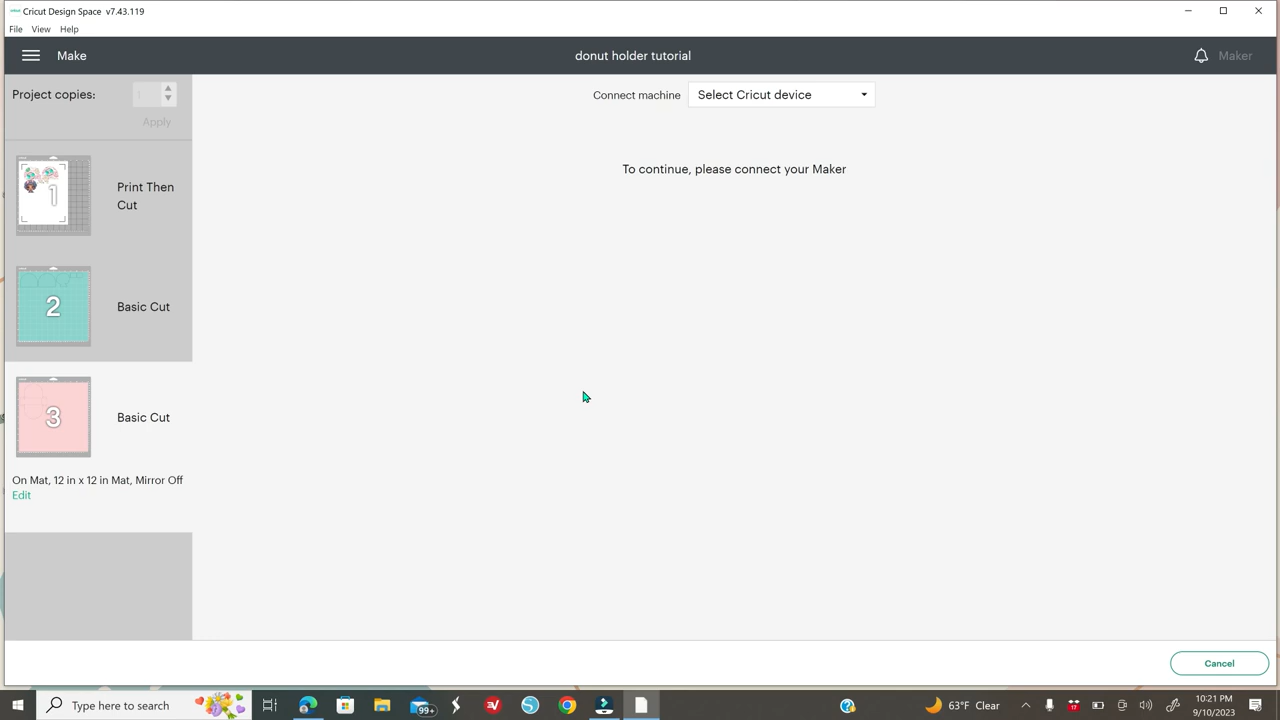 Cricut Design Space v7.43.119
File View Help
Make
donut holder tutorial
Maker
Project copies:
Apply
Connect machine
Select Cricut device
To continue, please connect your Maker
1
Print Then
Cut
2
Basic Cut
3
Basic Cut
On Mat, 12 in x 12 in Mat, Mirror Off
Edit
Cancel
Type here to search
99+
63°F Clear
17
10:21 PM
9/10/2023